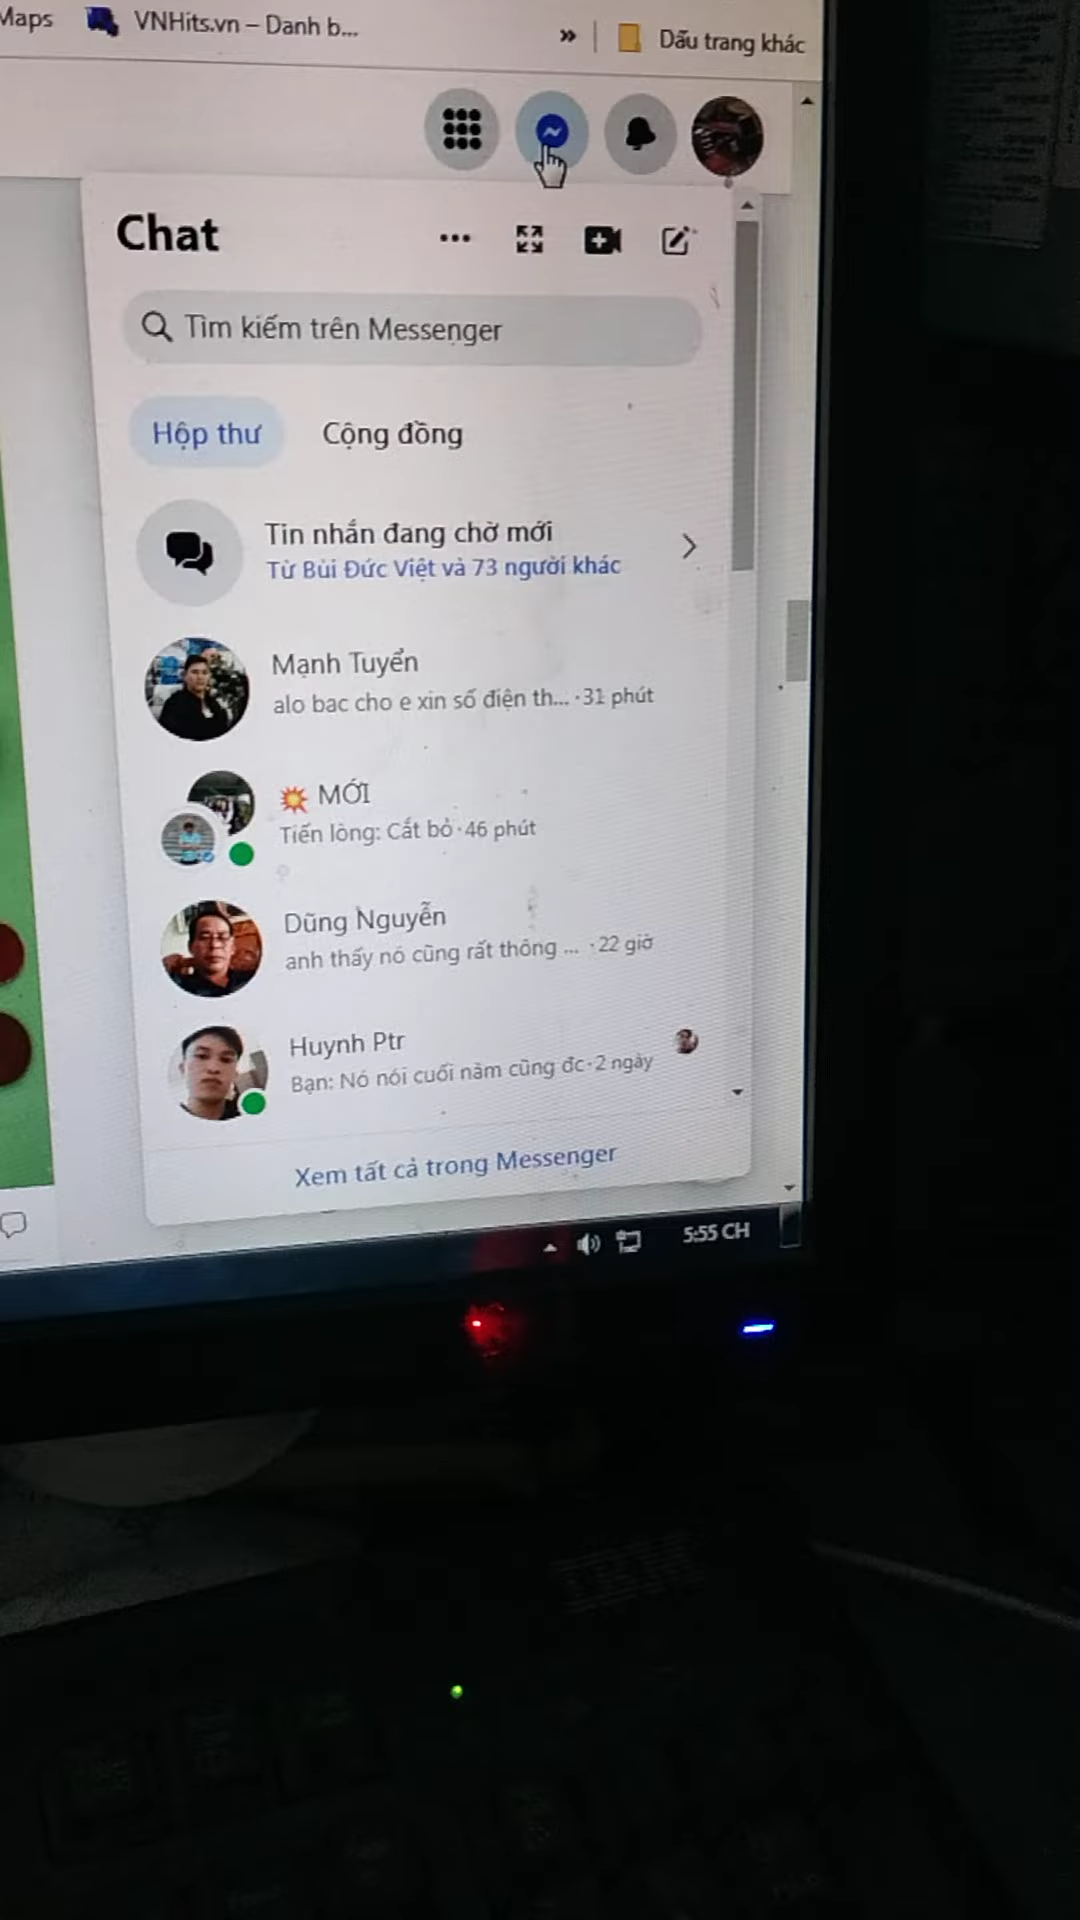 Maps
VNHits.vn – Danh b...
»
Dấu trang khác
Chat
Tìm kiếm trên Messenger
Hộp thư
Cộng đồng
Tin nhắn đang chờ mới
Từ Bùi Đức Việt và 73 người khác
Mạnh Tuyển
alo bac cho e xin số điện th... · 31 phút
💥 MỚI
Tiến lòng: Cắt bỏ · 46 phút
Dũng Nguyễn
anh thấy nó cũng rất thông ... · 22 giờ
Huynh Ptr
Bạn: Nó nói cuối năm cũng đc · 2 ngày
Xem tất cả trong Messenger
5:55 CH